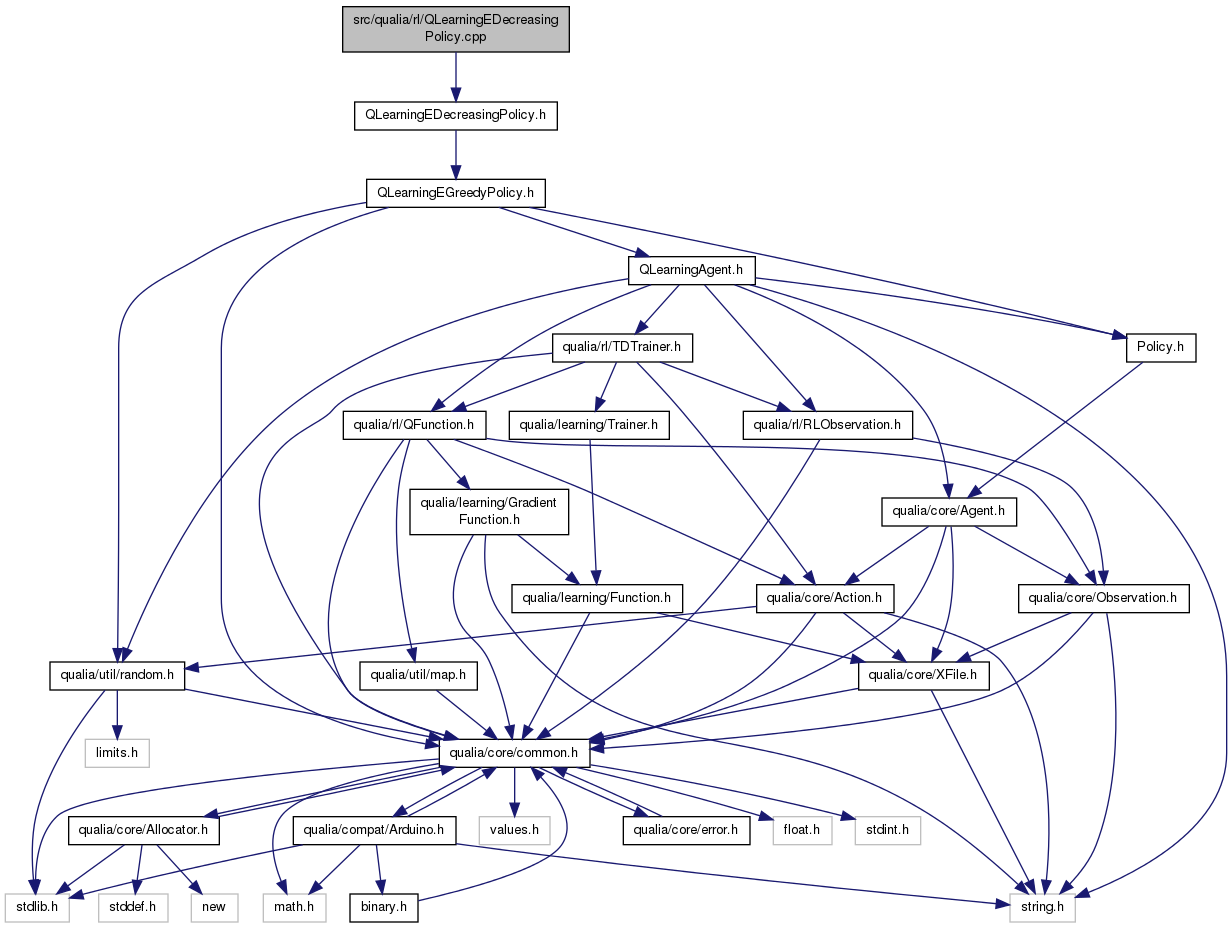 src/qualia/rl/QLearningEDecreasing
Policy.cpp
QLearningEDecreasingPolicy.h
QLearningEGreedyPolicy.h
QLearningAgent.h
qualia/rl/TDTrainer.h
Policy.h
qualia/rl/QFunction.h
qualia/learning/Trainer.h
qualia/rl/RLObservation.h
qualia/learning/Gradient
Function.h
qualia/core/Agent.h
qualia/learning/Function.h
qualia/core/Action.h
qualia/core/Observation.h
qualia/util/random.h
qualia/util/map.h
qualia/core/XFile.h
limits.h
qualia/core/common.h
qualia/core/Allocator.h
qualia/compat/Arduino.h
values.h
qualia/core/error.h
float.h
stdint.h
stdlib.h
stddef.h
new
math.h
binary.h
string.h